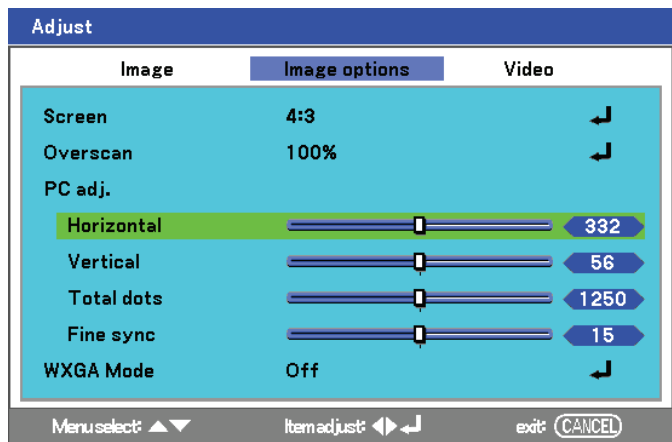 Adjust
Image Image options Video
Screen 4:3
Overscan 100%
PC adj.
Horizontal 332
Vertical 56
Total dots 1250
Fine sync 15
WXGA Mode Off
Menu select: Item adjust: exit: CANCEL